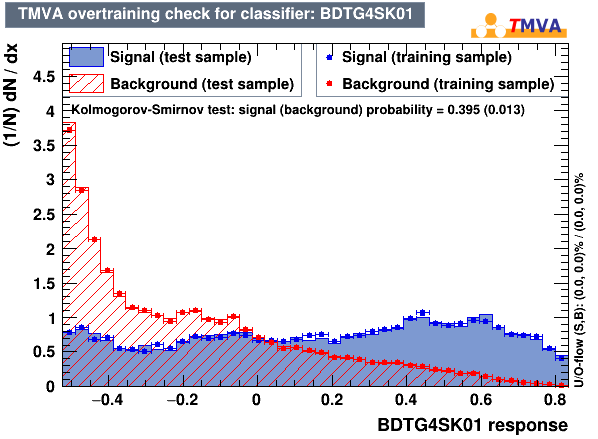 TMVA overtraining check for classifier: BDTG4SK01
TMVA
(1/N) dN / dx
Signal (test sample)
Background (test sample)
Signal (training sample)
Background (training sample)
Kolmogorov-Smirnov test: signal (background) probability = 0.395 (0.013)
4.5
4
3.5
3
2.5
2
1.5
1
0.5
0
−0.4 −0.2 0 0.2 0.4 0.6 0.8
BDTG4SK01 response
U/O-flow (S,B): (0.0, 0.0)% / (0.0, 0.0)%